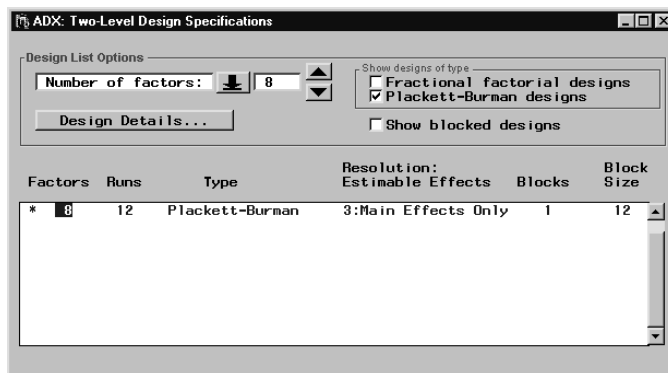 ADX: Two-Level Design Specifications
Design List Options
Number of factors: 8
Design Details...
Show designs of type
Fractional factorial designs
Plackett-Burman designs
Show blocked designs
Resolution: Block
Factors Runs Type Estimable Effects Blocks Size
* 8 12 Plackett-Burman 3:Main Effects Only 1 12